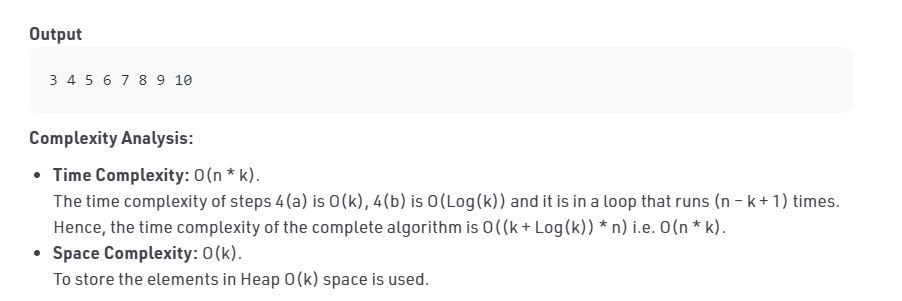 Output
3 4 5 6 7 8 9 10
Complexity Analysis:
• Time Complexity: O(n * k).
The time complexity of steps 4(a) is O(k), 4(b) is O(Log(k)) and it is in a loop that runs (n – k + 1) times.
Hence, the time complexity of the complete algorithm is O((k + Log(k)) * n) i.e. O(n * k).
• Space Complexity: O(k).
To store the elements in Heap O(k) space is used.